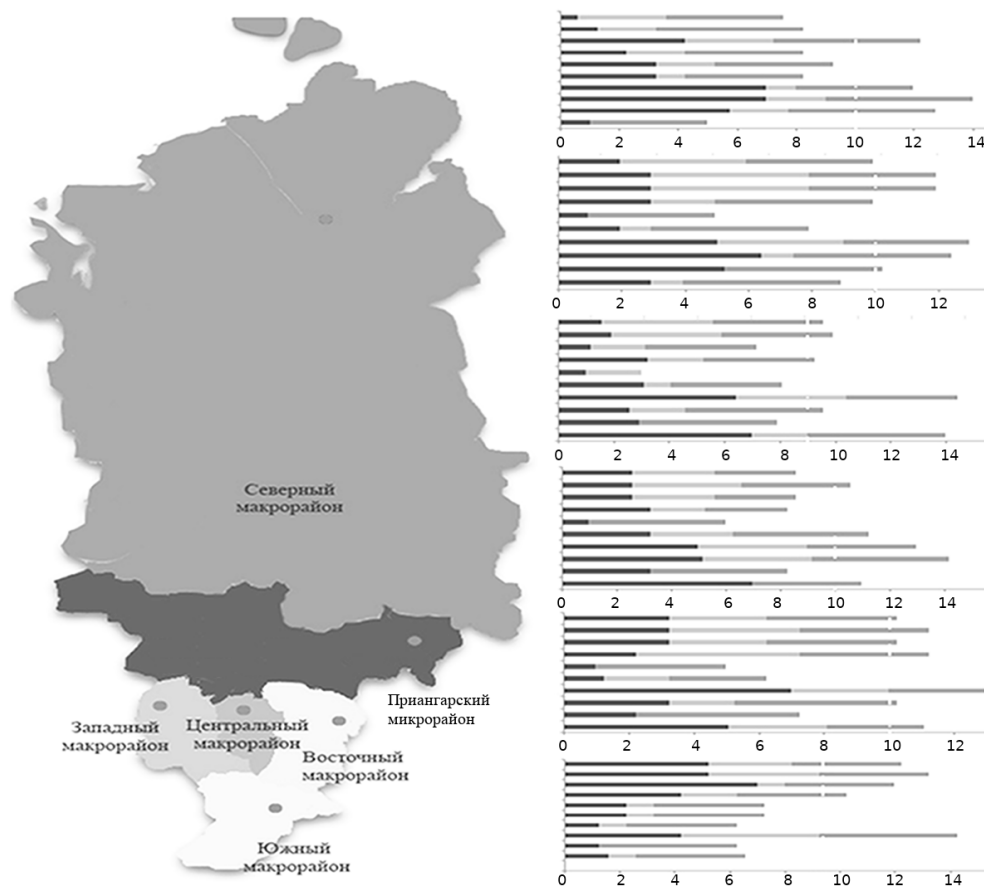 Северный
макрорайон
Приангарский
микрорайон
Западный
макрорайон
Центральный
макрорайон
Восточный
макрорайон
Южный
макрорайон
0 2 4 6 8 10 12 14
0 2 4 6 8 10 12
0 2 4 6 8 10 12 14
0 2 4 6 8 10 12 14
0 2 4 6 8 10 12
0 2 4 6 8 10 12 14